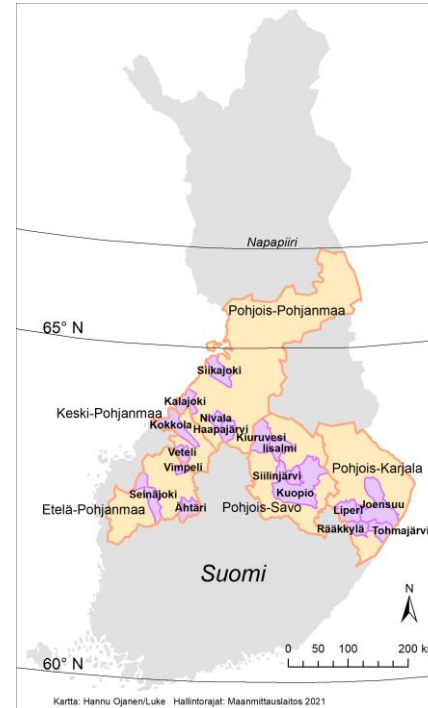 Napapiiri
Pohjois-Pohjanmaa
65° N
Siikajoki
Kalajoki
Keski-Pohjanmaa
Kokkola
Nivala
Haapajärvi
Kiuruvesi
Iisalmi
Veteli
Vimpeli
Siilinjärvi
Pohjois-Karjala
Seinäjoki
Kuopio
Joensuu
Etelä-Pohjanmaa
Ähtäri
Pohjois-Savo
Liperi
Rääkkylä
Tohmajärvi
Suomi
N
0 50 100 200 km
60° N
Kartta: Hannu Ojanen/Luke Hallintorajat: Maanmittauslaitos 2021